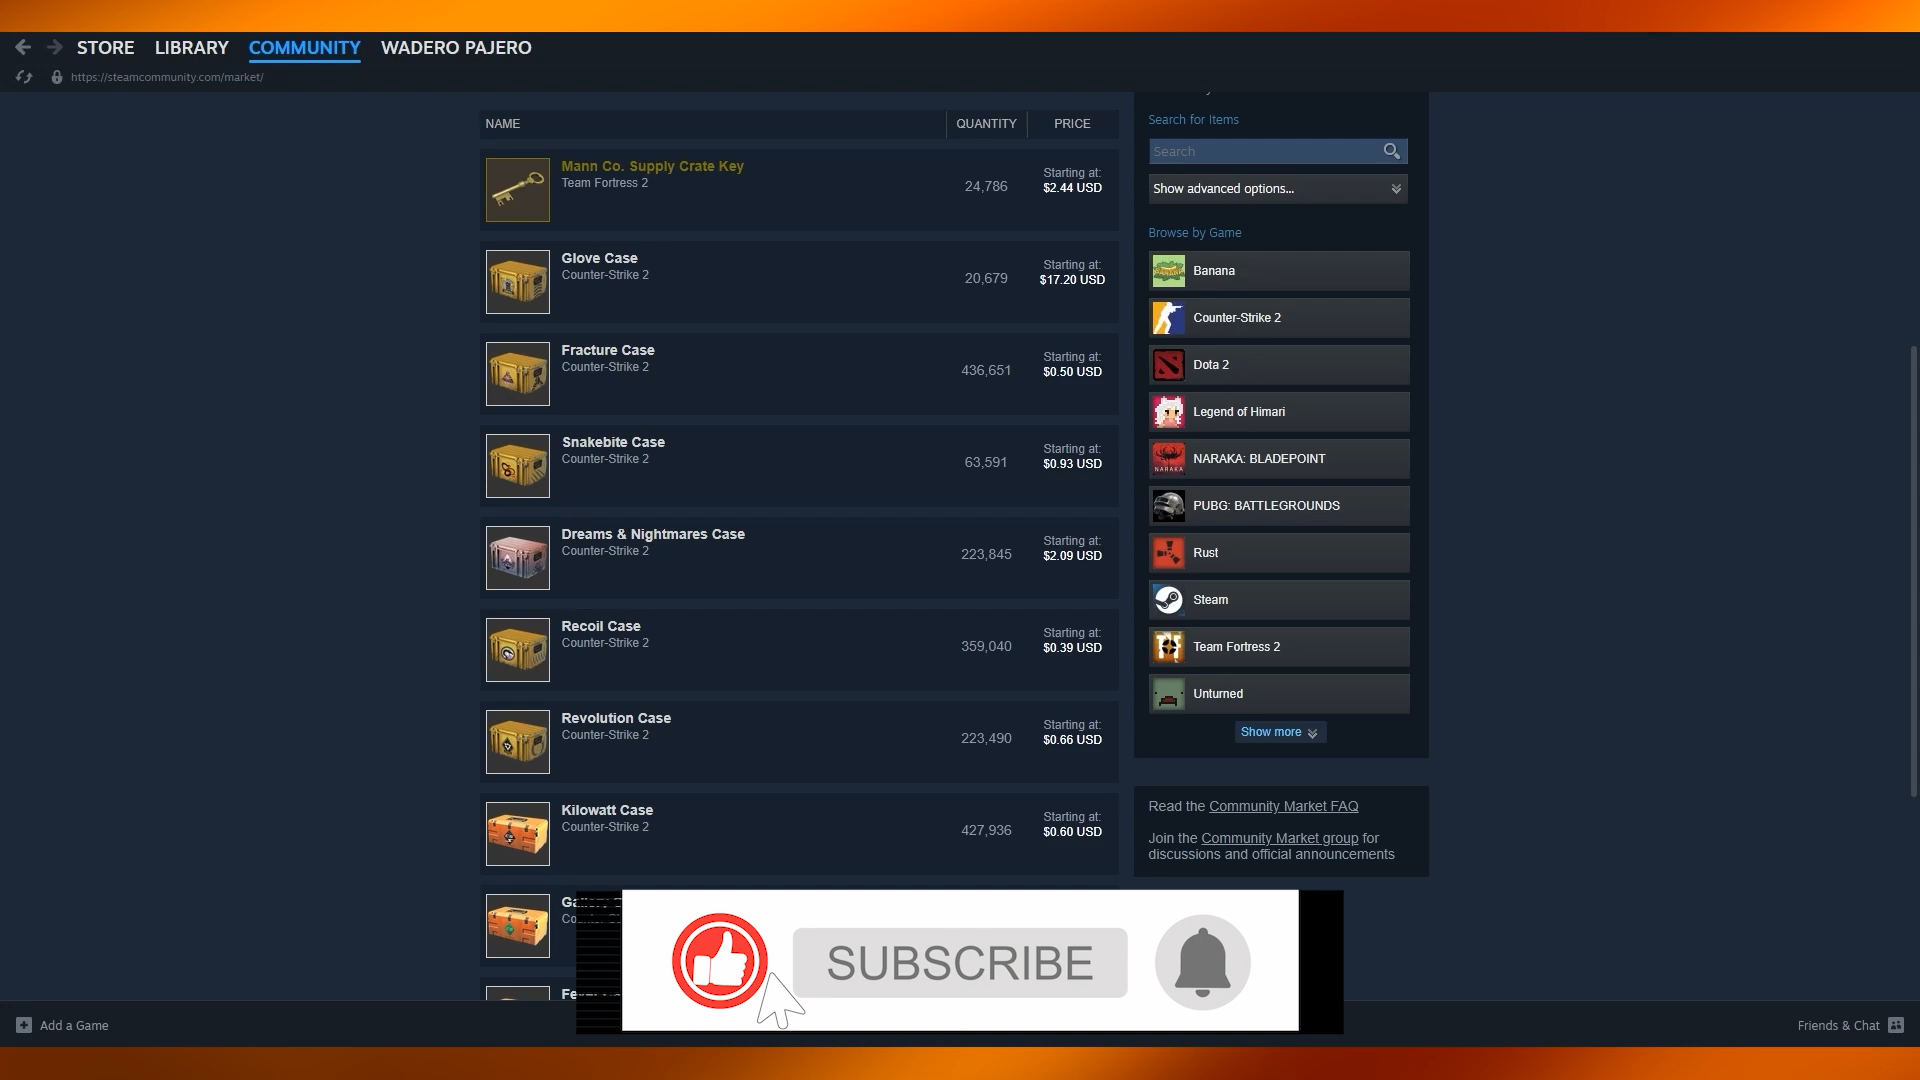 STORE LIBRARY COMMUNITY WADERO PAJERO
https://steamcommunity.com/market/
NAME QUANTITY PRICE
Mann Co. Supply Crate Key
Team Fortress 2
24,786
Starting at:
$2.44 USD
Glove Case
Counter-Strike 2
20,679
Starting at:
$17.20 USD
Fracture Case
Counter-Strike 2
436,651
Starting at:
$0.50 USD
Snakebite Case
Counter-Strike 2
63,591
Starting at:
$0.93 USD
Dreams & Nightmares Case
Counter-Strike 2
223,845
Starting at:
$2.09 USD
Recoil Case
Counter-Strike 2
359,040
Starting at:
$0.39 USD
Revolution Case
Counter-Strike 2
223,490
Starting at:
$0.66 USD
Kilowatt Case
Counter-Strike 2
427,936
Starting at:
$0.60 USD
Search for Items
Search
Show advanced options...
Browse by Game
Banana
Counter-Strike 2
Dota 2
Legend of Himari
NARAKA
NARAKA: BLADEPOINT
PUBG: BATTLEGROUNDS
Rust
Steam
Team Fortress 2
Unturned
Show more
Read the Community Market FAQ
Join the Community Market group for
discussions and official announcements
SUBSCRIBE
Add a Game
Friends & Chat